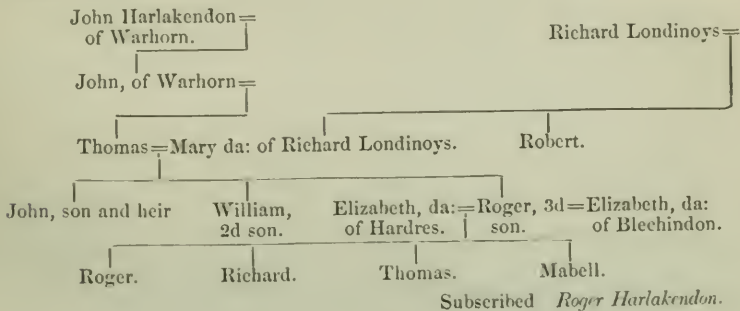 John Harlakendon=
of Warhorn.
Richard Londinoys=
John, of Warhorn=
Thomas=Mary da: of Richard Londinoys.
Robert.
John, son and heir
William,
2d son.
Elizabeth, da:=Roger, 3d=Elizabeth, da:
of Hardres.
son.
of Blechindon.
Roger.
Richard.
Thomas.
Mabell.
Subscribed Roger Harlakendon.